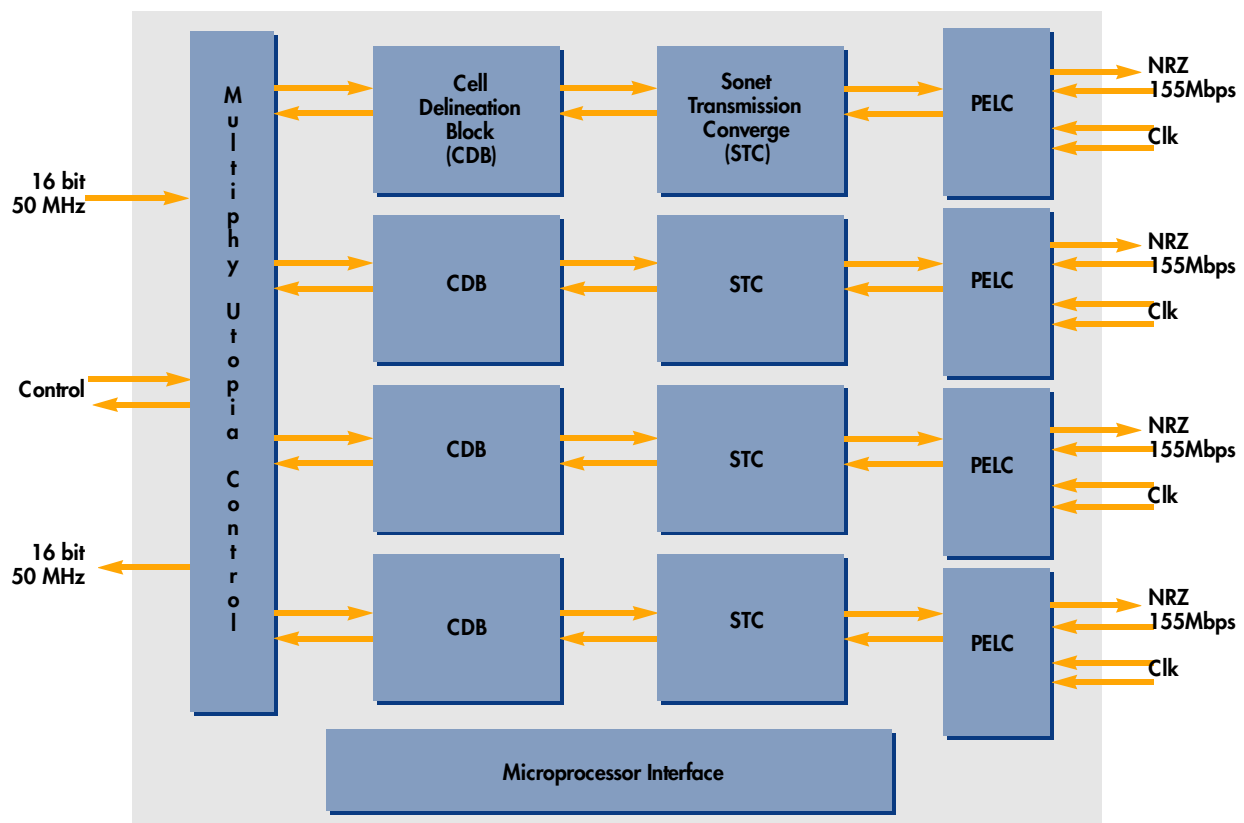 Multiphy Utopia Control
Cell
Delineation
Block
(CDB)
Sonet
Transmission
Converge
(STC)
PELC
NRZ
155Mbps
Clk
16 bit
50 MHz
CDB
STC
PELC
NRZ
155Mbps
Clk
Control
CDB
STC
PELC
NRZ
155Mbps
Clk
16 bit
50 MHz
CDB
STC
PELC
NRZ
155Mbps
Clk
Microprocessor Interface